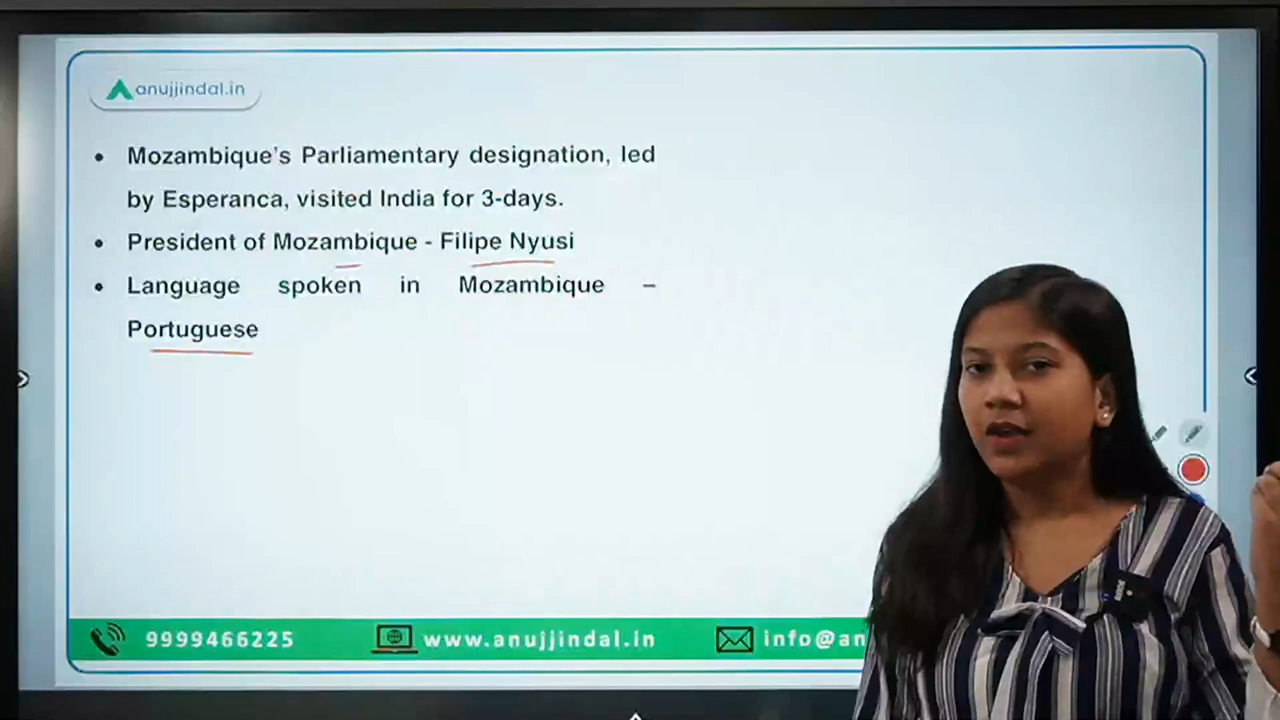 anujjindal.in
• Mozambique's Parliamentary designation, led
by Esperanca, visited India for 3-days.
• President of Mozambique - Filipe Nyusi
• Language spoken in Mozambique –
Portuguese
9999466225 www.anujjindal.in info@an